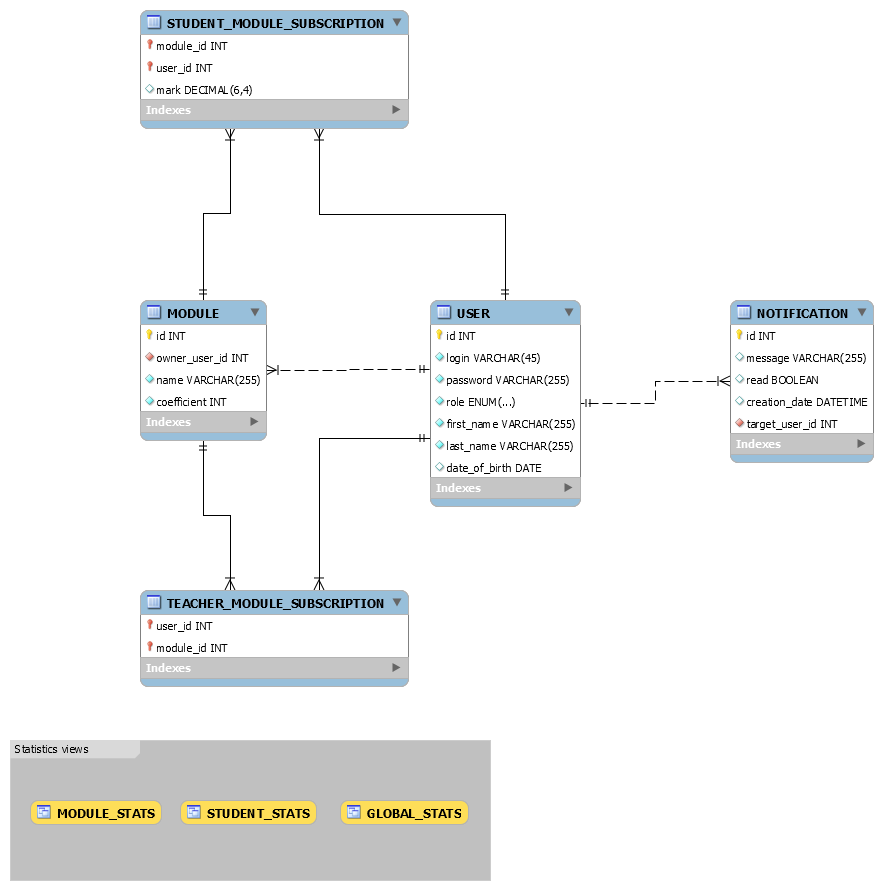 STUDENT_MODULE_SUBSCRIPTION
module_id INT
user_id INT
mark DECIMAL(6,4)
Indexes
MODULE
id INT
owner_user_id INT
name VARCHAR(255)
coefficient INT
Indexes
USER
id INT
login VARCHAR(45)
password VARCHAR(255)
role ENUM(...)
first_name VARCHAR(255)
last_name VARCHAR(255)
date_of_birth DATE
Indexes
NOTIFICATION
id INT
message VARCHAR(255)
read BOOLEAN
creation_date DATETIME
target_user_id INT
Indexes
TEACHER_MODULE_SUBSCRIPTION
user_id INT
module_id INT
Indexes
Statistics views
MODULE_STATS
STUDENT_STATS
GLOBAL_STATS